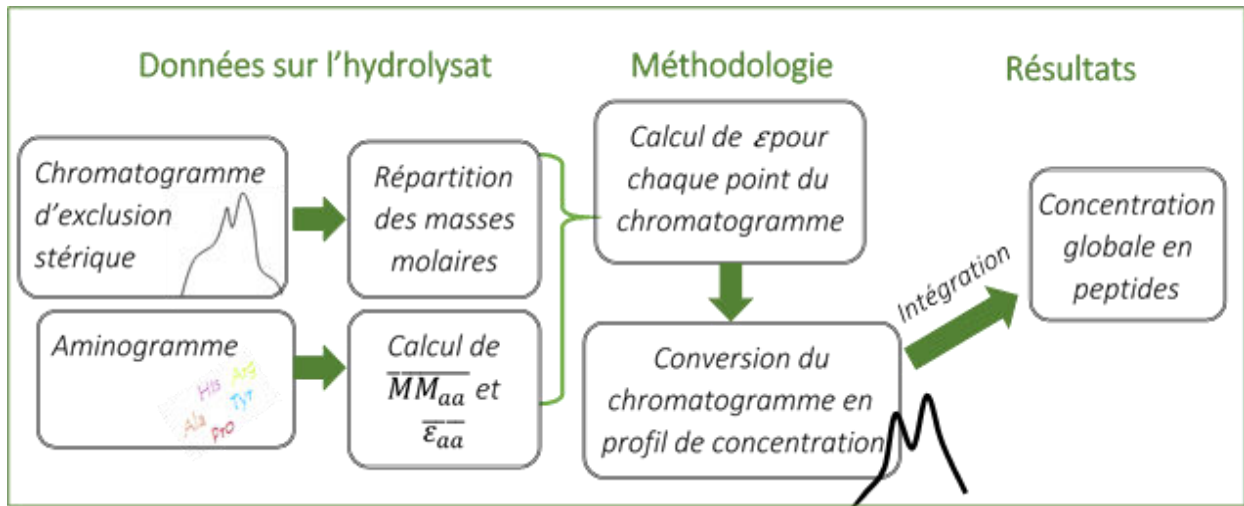 Données sur l'hydrolysat
Méthodologie
Résultats
Chromatogramme
d'exclusion
stérique
Répartition
des masses
molaires
Aminogramme
His
Arg
Ala
Tyr
Pro
Calcul de
MM_aa et
ε_aa
Calcul de εpour
chaque point du
chromatogramme
Conversion du
chromatogramme en
profil de concentration
Intégration
Concentration
globale en
peptides